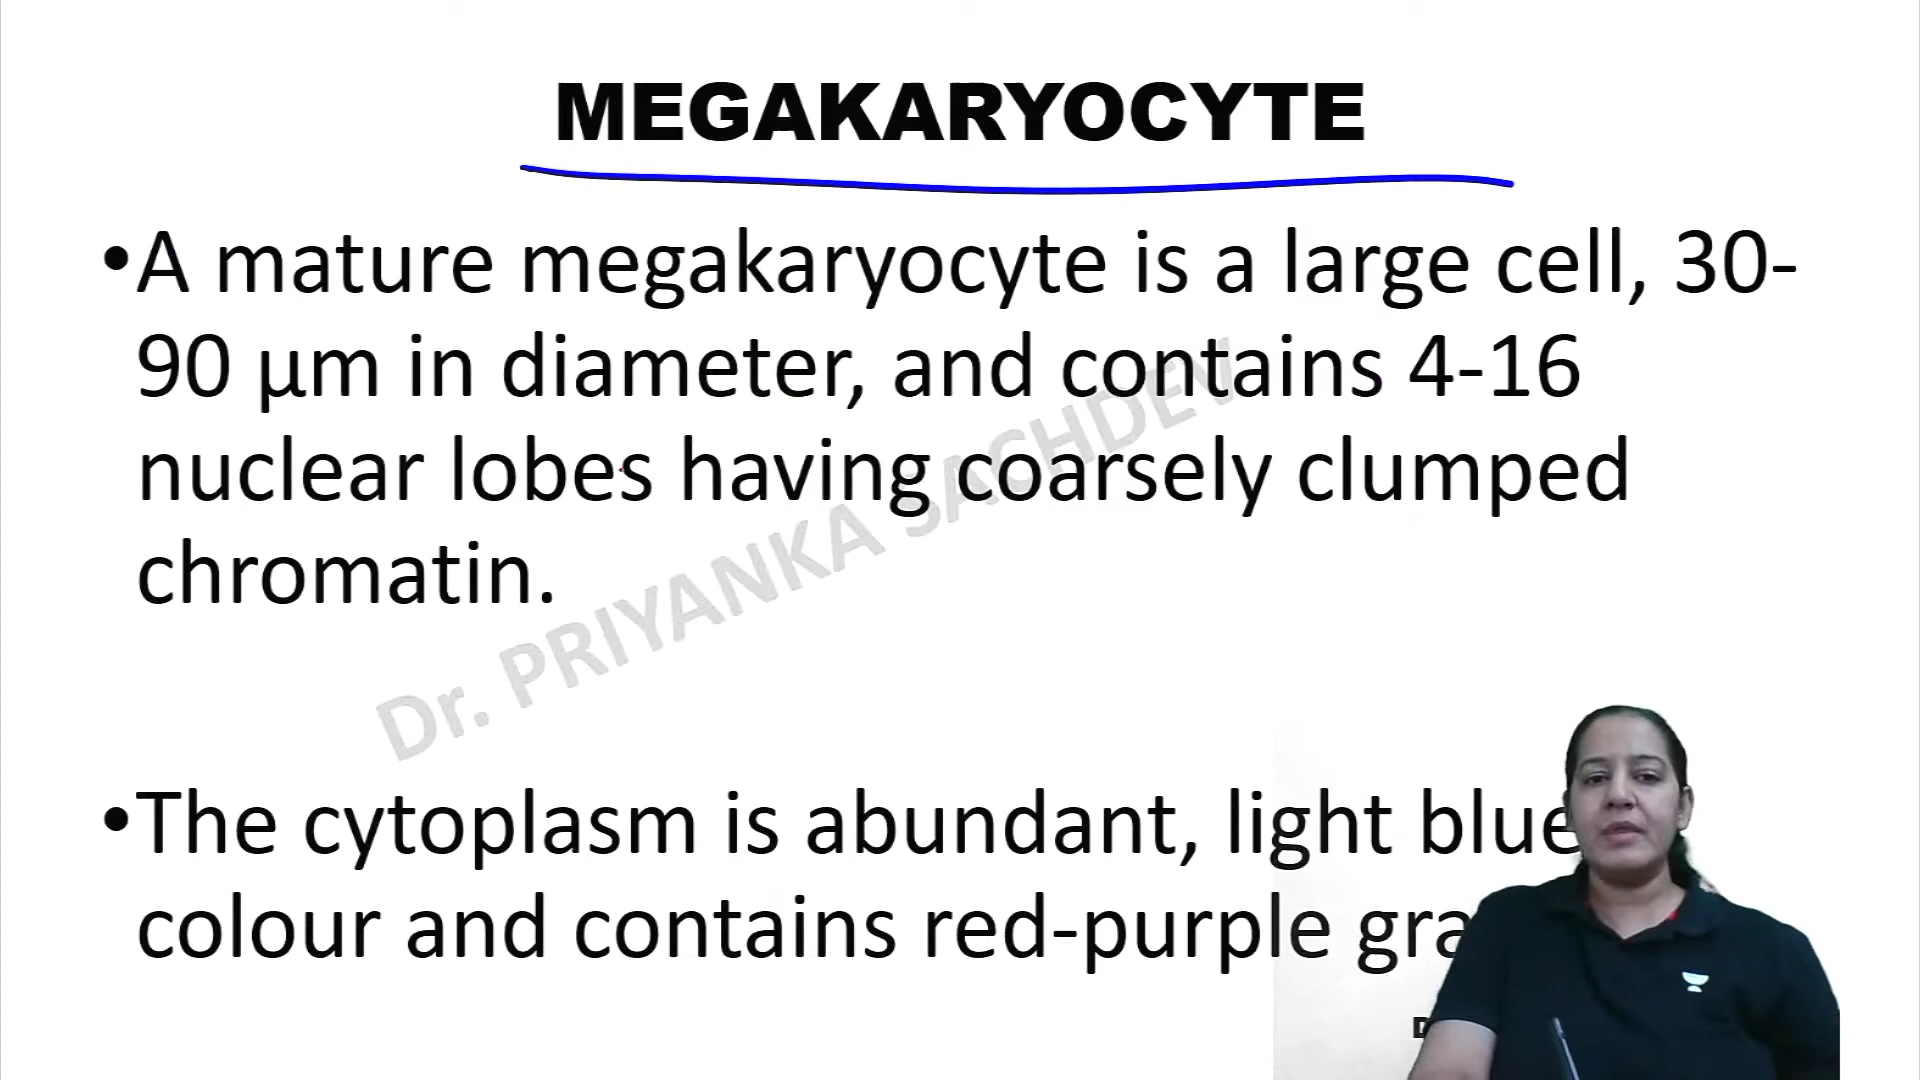 MEGAKARYOCYTE
•A mature megakaryocyte is a large cell, 30-
90 µm in diameter, and contains 4-16
nuclear lobes having coarsely clumped
chromatin.
Dr. PRIYANKA SACHDEV
•The cytoplasm is abundant, light blue
colour and contains red-purple